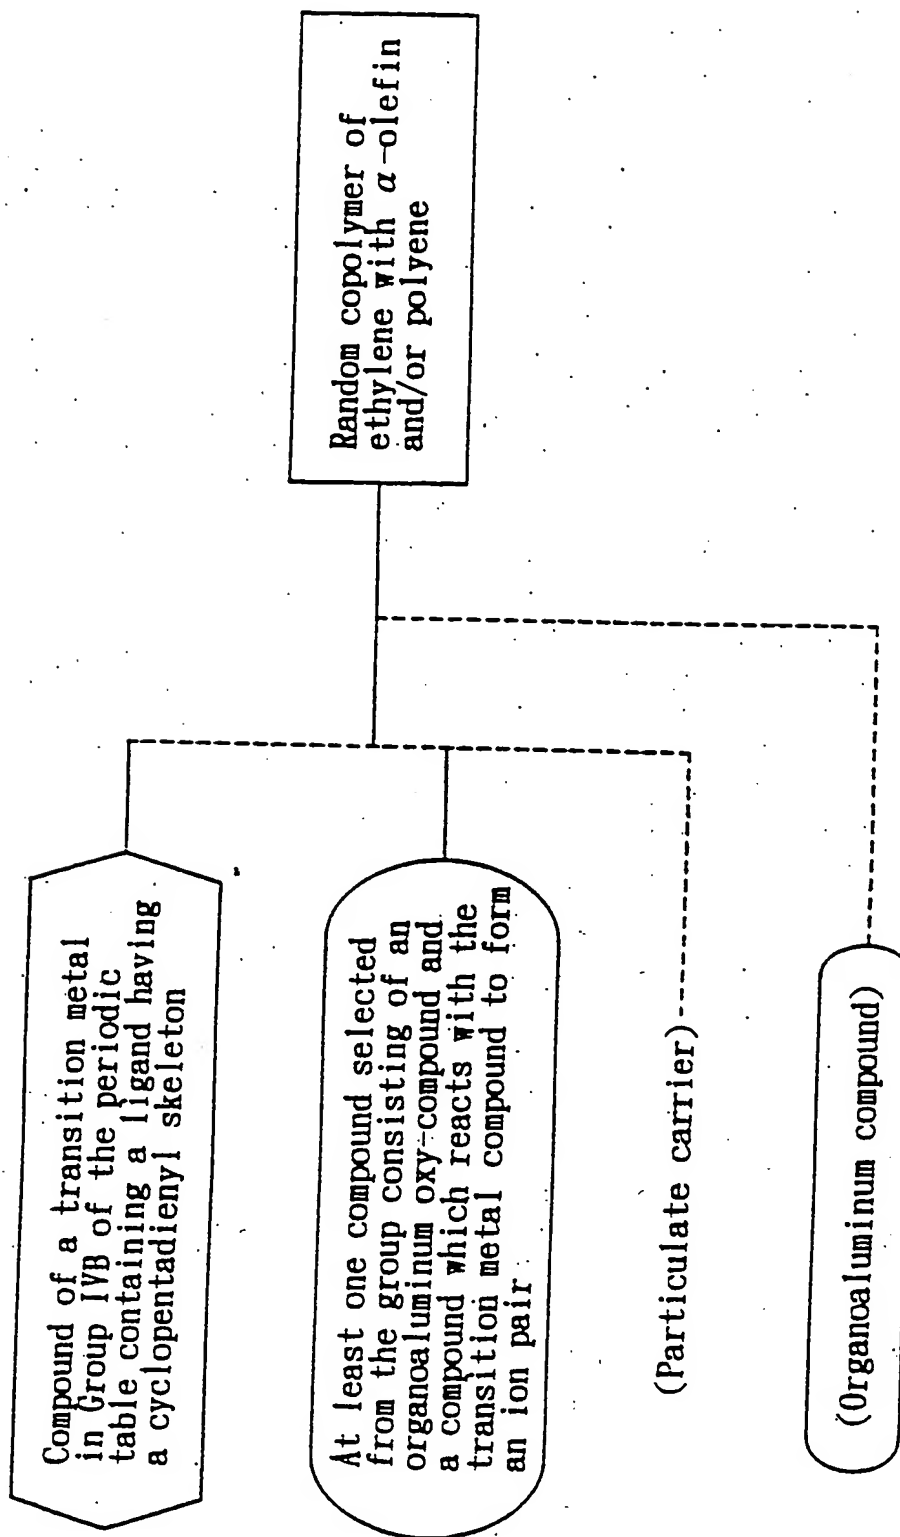 Compound of a transition metal
in Group IVB of the periodic
table containing a ligand having
a cyclopentadienyl skeleton
At least one compound selected
from the group consisting of an
organoaluminum oxy-compound and
a compound which reacts with the
transition metal compound to form
an ion pair
(Particulate carrier)
(Organoaluminum compound)
Random copolymer of
ethylene with α-olefin
and/or polyene